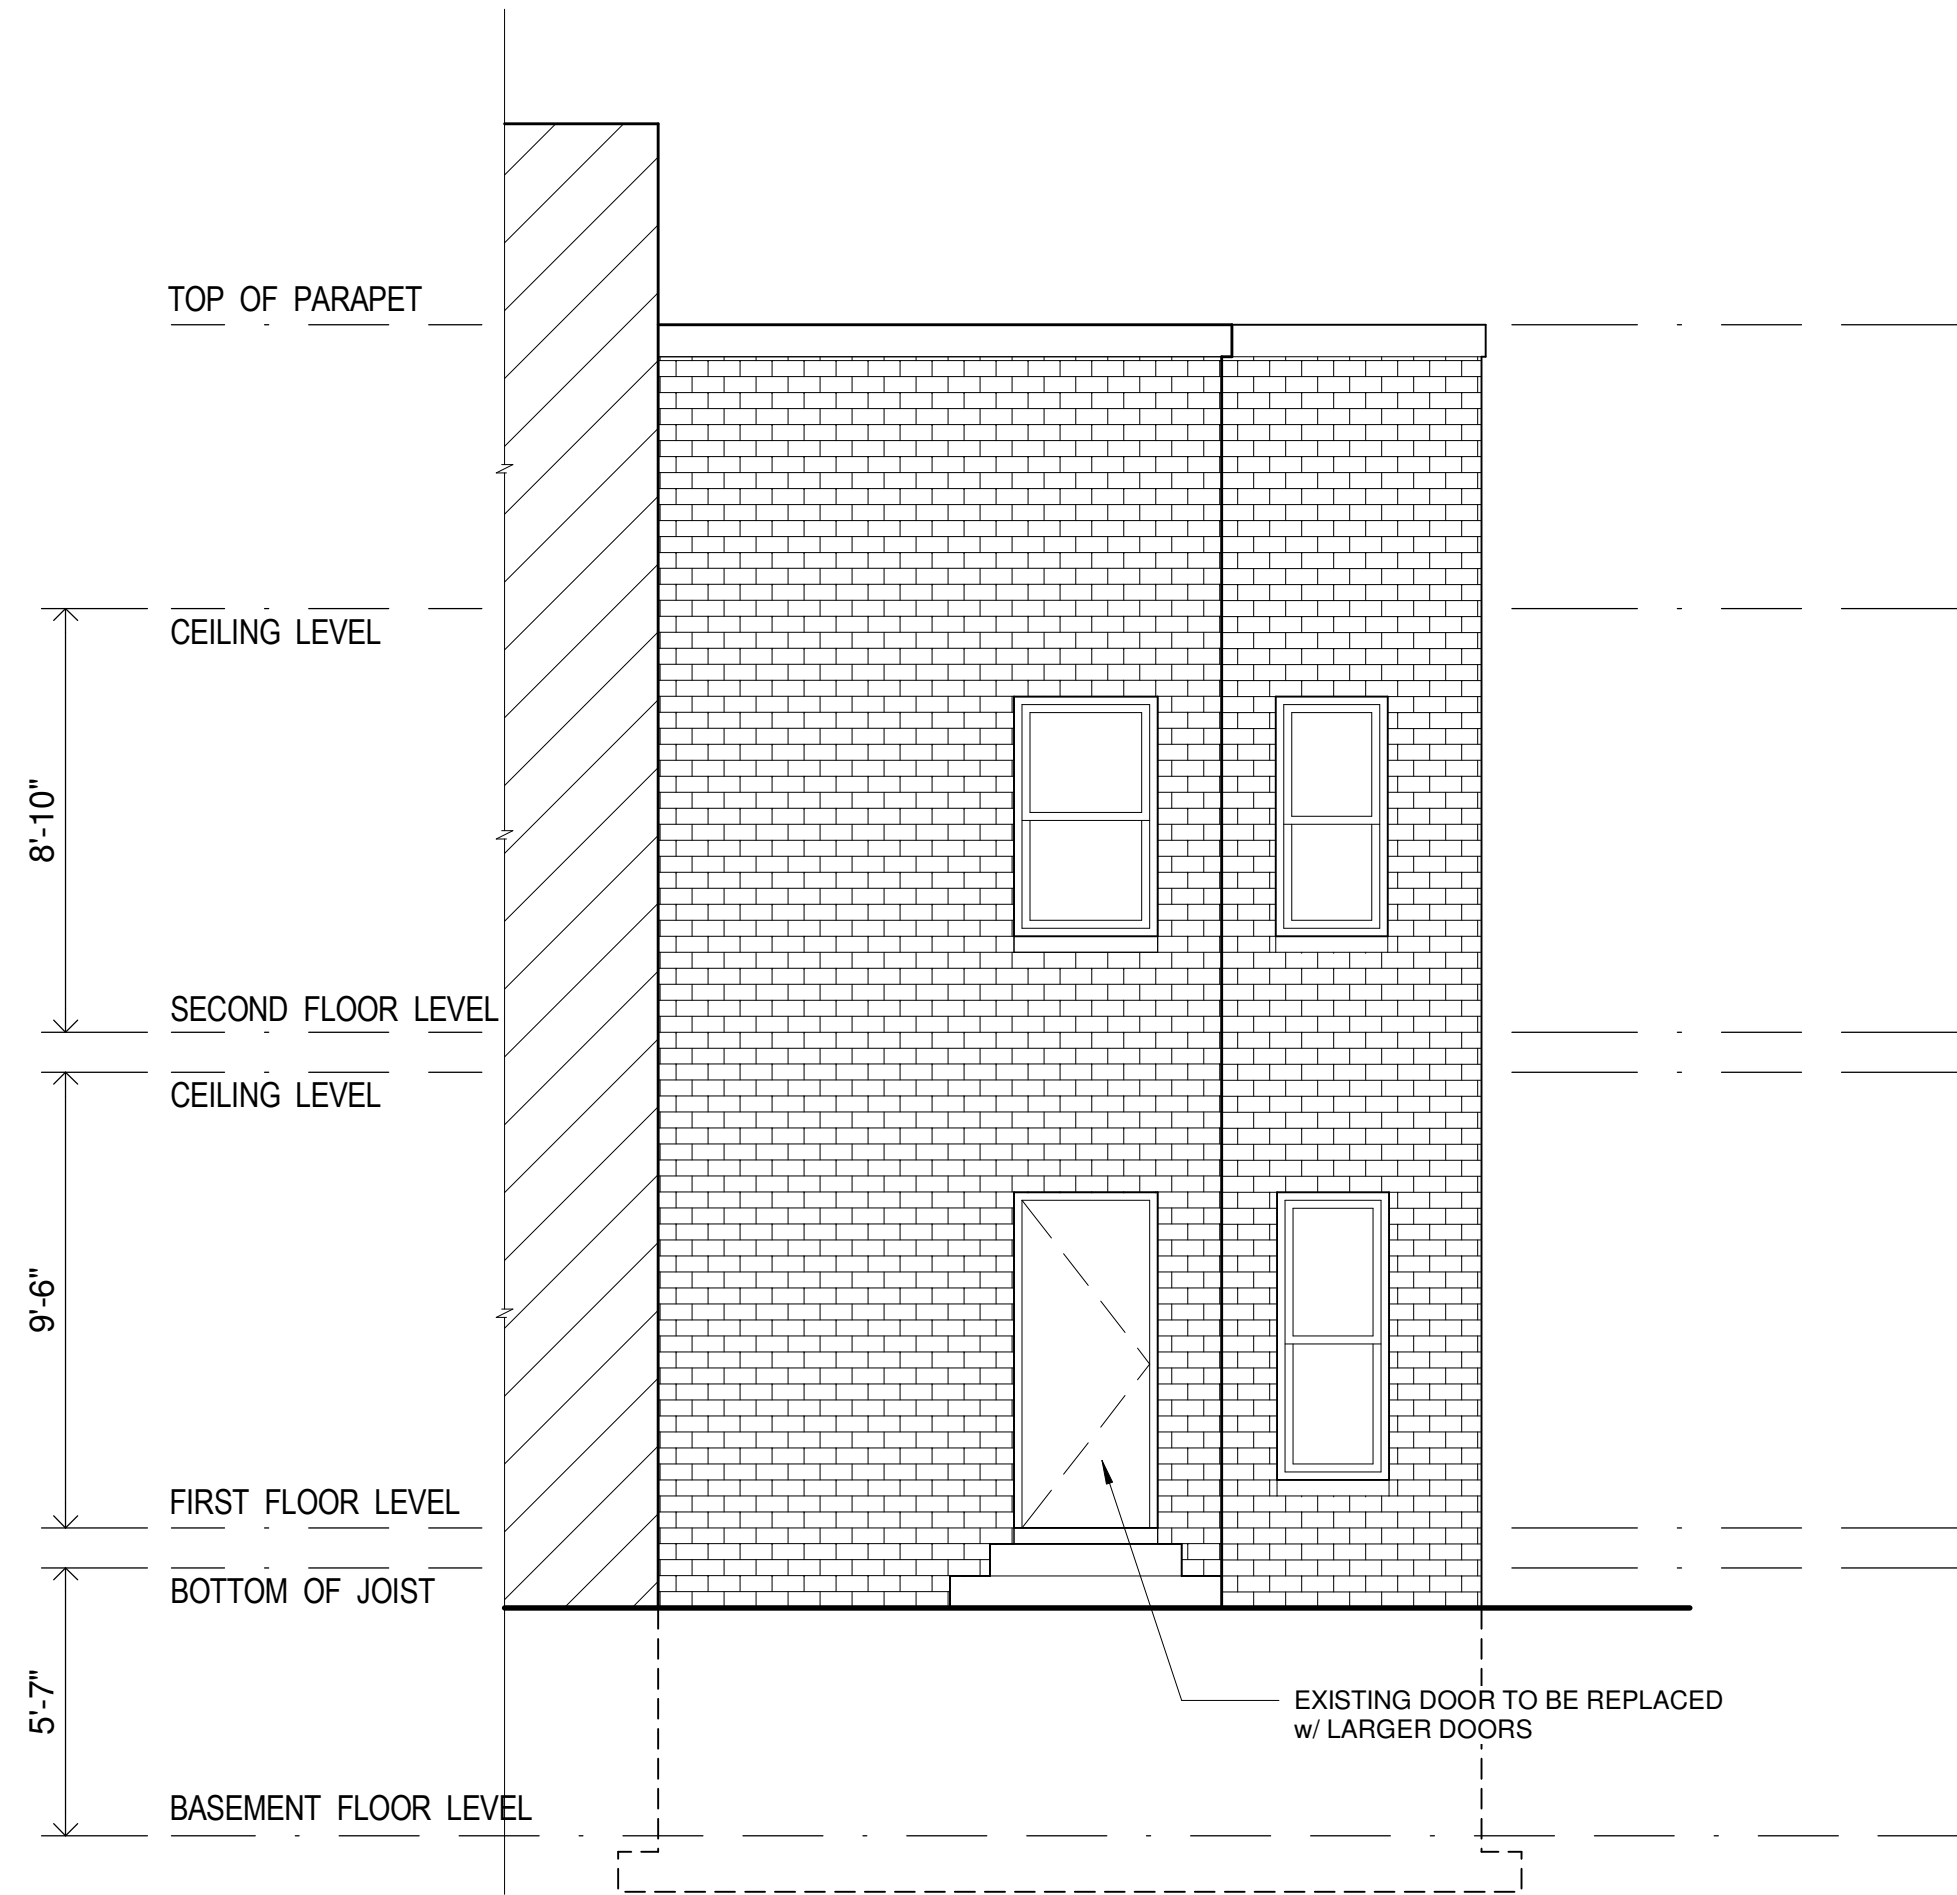 TOP OF PARAPET
CEILING LEVEL
8'-10"
SECOND FLOOR LEVEL
CEILING LEVEL
9'-6"
FIRST FLOOR LEVEL
BOTTOM OF JOIST
5'-7"
EXISTING DOOR TO BE REPLACED
w/ LARGER DOORS
BASEMENT FLOOR LEVEL